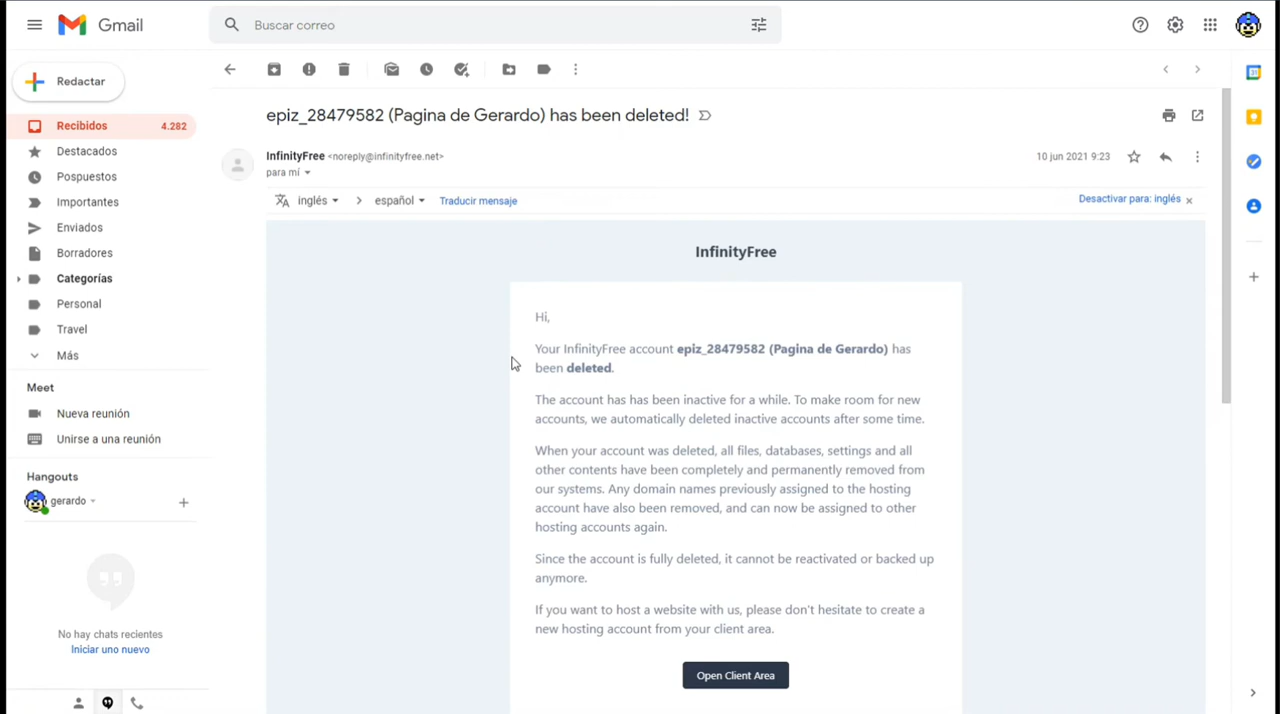 Gmail
Buscar correo
Redactar
Recibidos 4.282
Destacados
Pospuestos
Importantes
Enviados
Borradores
Categorías
Personal
Travel
Más
Meet
Nueva reunión
Unirse a una reunión
Hangouts
gerardo
No hay chats recientes
Iniciar uno nuevo
epiz_28479582 (Pagina de Gerardo) has been deleted!
InfinityFree <noreply@infinityfree.net>
10 jun 2021 9:23
para mí
inglés > español Traducir mensaje
Desactivar para: inglés x
InfinityFree
Hi,
Your InfinityFree account epiz_28479582 (Pagina de Gerardo) has
been deleted.
The account has has been inactive for a while. To make room for new
accounts, we automatically deleted inactive accounts after some time.
When your account was deleted, all files, databases, settings and all
other contents have been completely and permanently removed from
our systems. Any domain names previously assigned to the hosting
account have also been removed, and can now be assigned to other
hosting accounts again.
Since the account is fully deleted, it cannot be reactivated or backed up
anymore.
If you want to host a website with us, please don't hesitate to create a
new hosting account from your client area.
Open Client Area